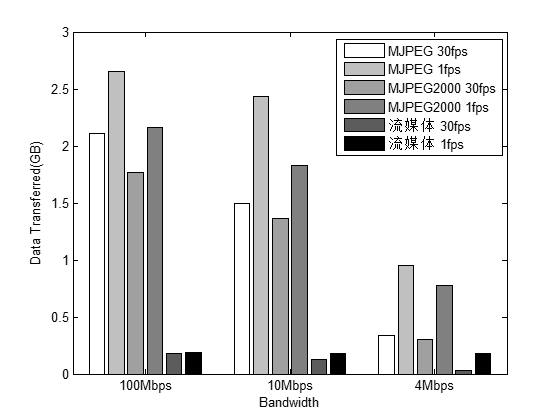 3
2.5
2
1.5
1
0.5
0
Data Transferred(GB)
MJPEG 30fps
MJPEG 1fps
MJPEG2000 30fps
MJPEG2000 1fps
流媒体 30fps
流媒体 1fps
100Mbps 10Mbps 4Mbps
Bandwidth